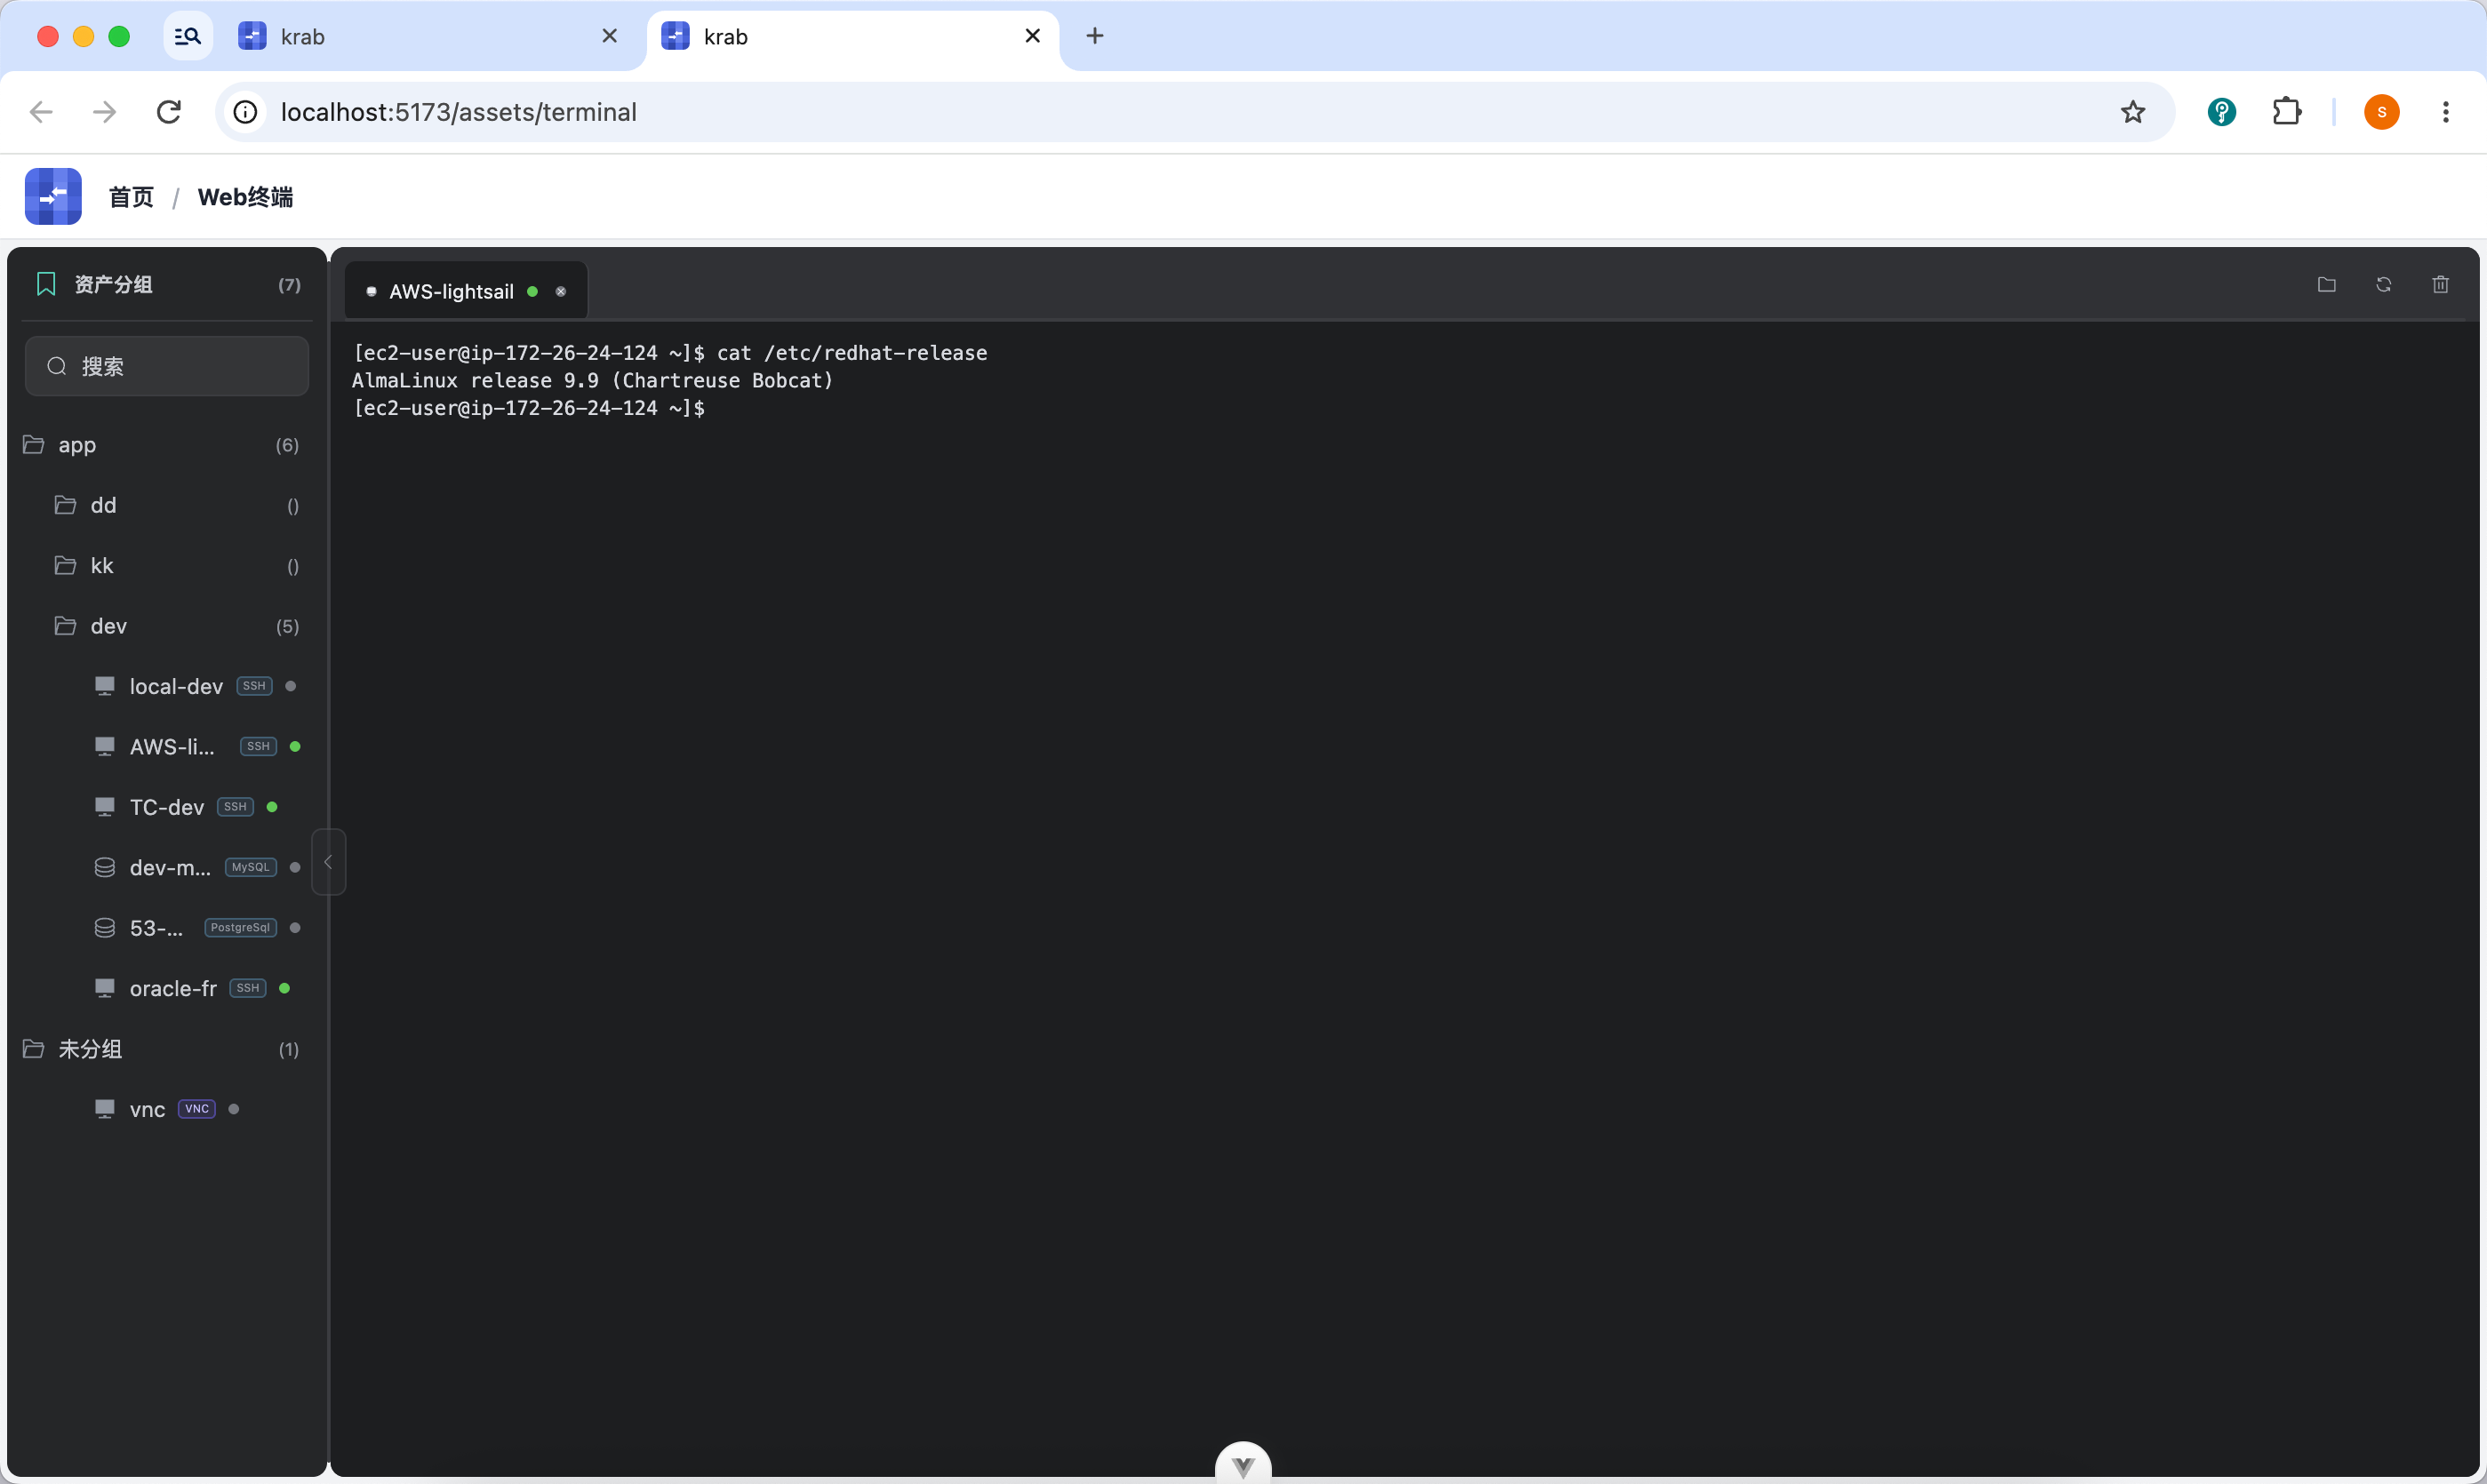 krab
krab
localhost:5173/assets/terminal
S
首页 / Web终端
资产分组 (7)
搜索
app (6)
dd ()
kk ()
dev (5)
local-dev SSH
AWS-li... SSH
TC-dev SSH
dev-m... MySQL
53-... PostgreSql
oracle-fr SSH
未分组 (1)
vnc VNC
AWS-lightsail
[ec2-user@ip-172-26-24-124 ~]$ cat /etc/redhat-release
AlmaLinux release 9.9 (Chartreuse Bobcat)
[ec2-user@ip-172-26-24-124 ~]$